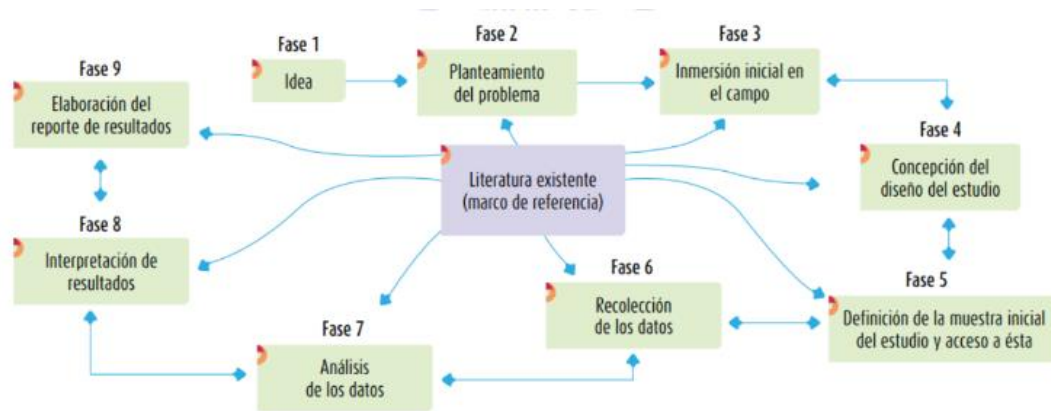 Fase 1
Idea
Fase 2
Planteamiento
del problema
Fase 3
Inmersión inicial en
el campo
Fase 4
Concepción del
diseño del estudio
Fase 5
Definición de la muestra inicial
del estudio y acceso a ésta
Fase 6
Recolección
de los datos
Fase 7
Análisis
de los datos
Fase 8
Interpretación de
resultados
Fase 9
Elaboración del
reporte de resultados
Literatura existente
(marco de referencia)